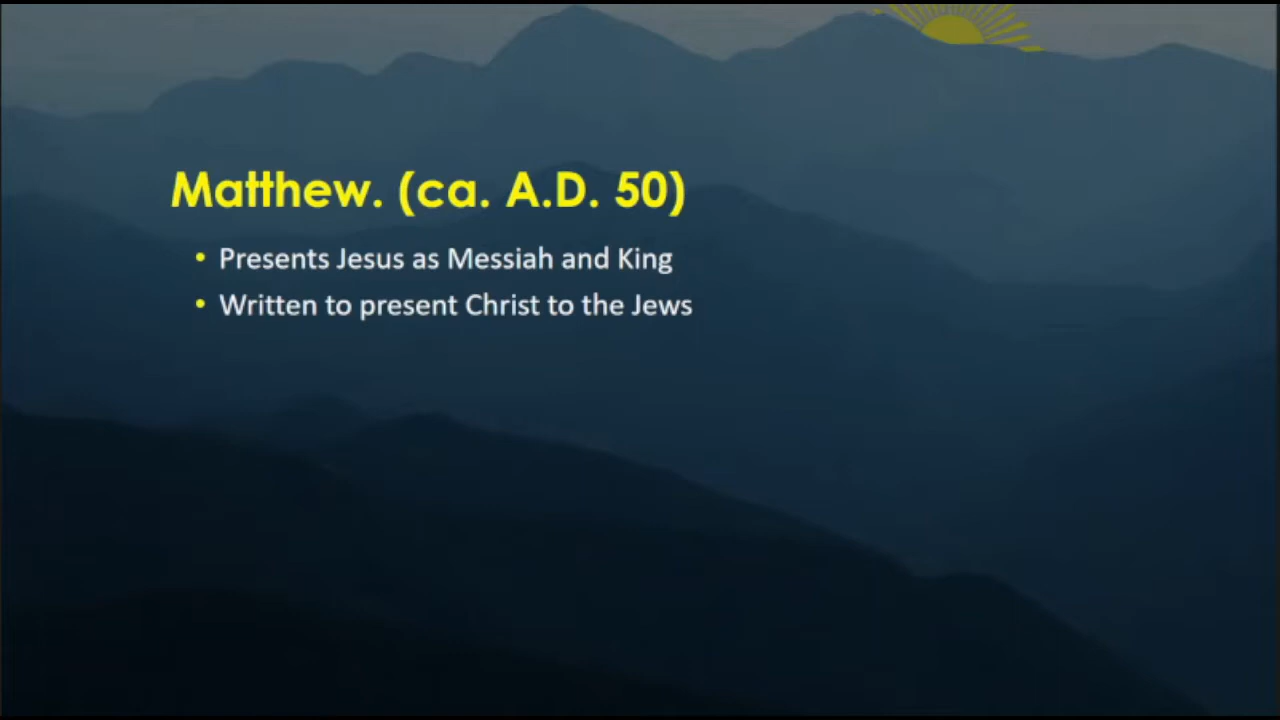 Matthew. (ca. A.D. 50)
• Presents Jesus as Messiah and King
• Written to present Christ to the Jews